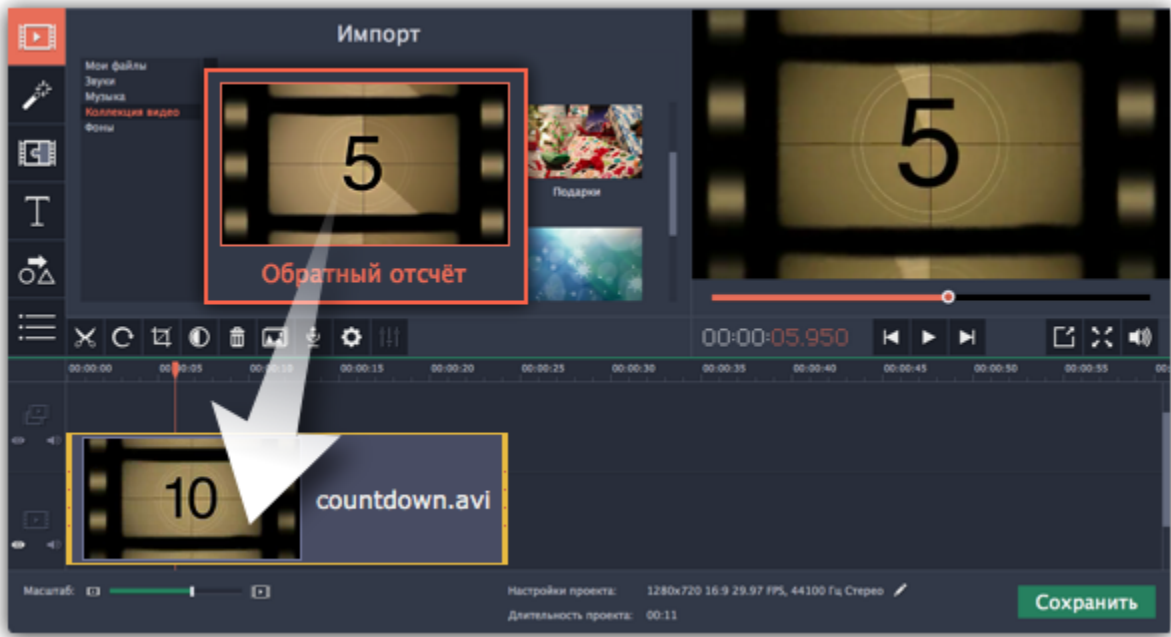 Импорт
Мои файлы
Звуки
Музыка
Коллекция видео
Фоны
5
Обратный отсчёт
Подарки
5
T
00:00:05.950
00:00:00 00:00:05 00:00:10 00:00:15 00:00:20 00:00:25 00:00:30 00:00:35 00:00:40 00:00:45 00:00:50 00:00:55
10
countdown.avi
Масштаб:
Настройки проекта: 1280x720 16:9 29.97 FPS, 44100 Гц Стерео
Длительность проекта: 00:11
Сохранить